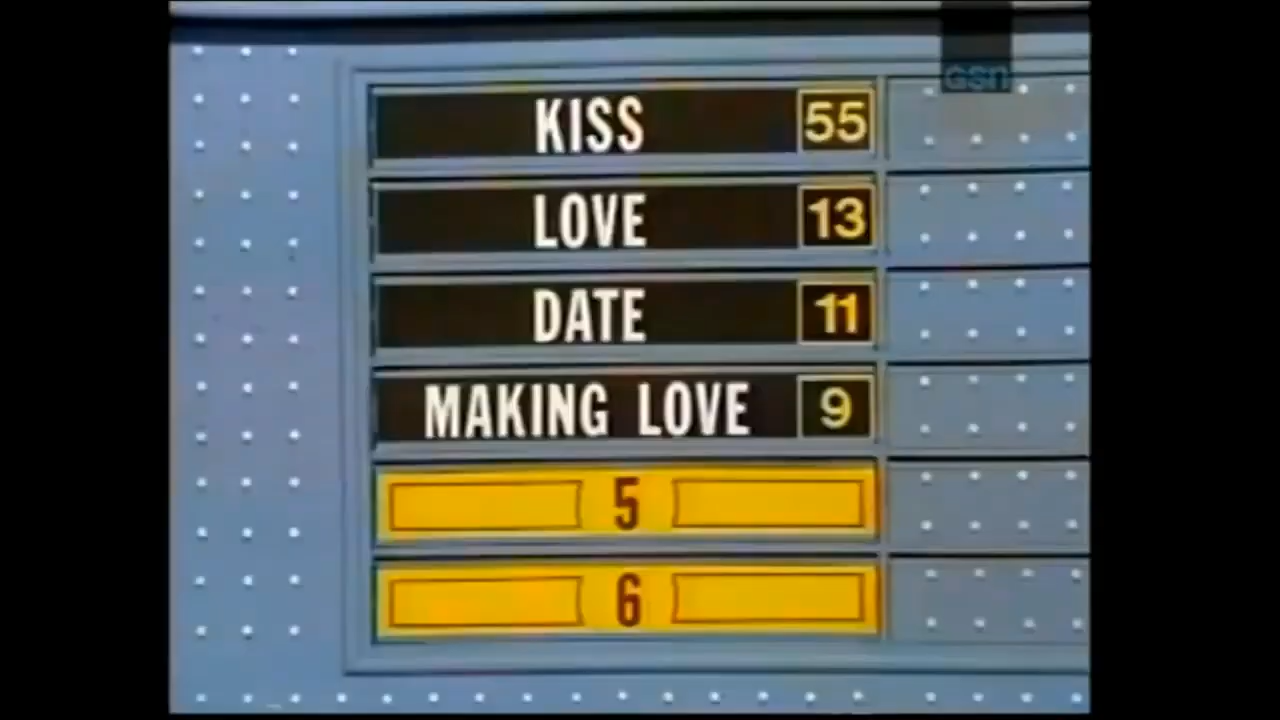 GSN
KISS 55
LOVE 13
DATE 11
MAKING LOVE 9
5
6